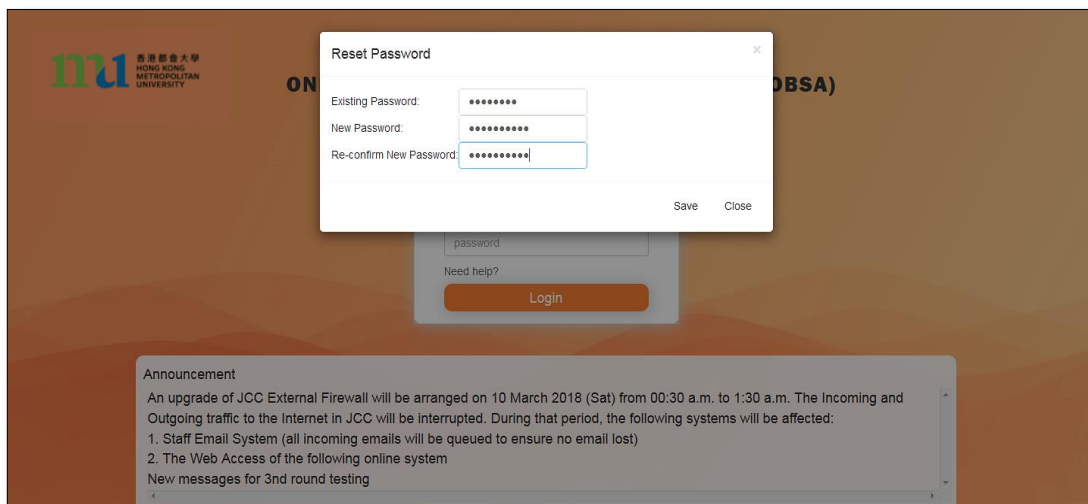 香港都會大學
HONG KONG
METROPOLITAN
UNIVERSITY
ON
OBSA)
Reset Password
×
Existing Password:
New Password:
Re-confirm New Password:
Save Close
password
Need help?
Login
Announcement
An upgrade of JCC External Firewall will be arranged on 10 March 2018 (Sat) from 00:30 a.m. to 1:30 a.m. The Incoming and
Outgoing traffic to the Internet in JCC will be interrupted. During that period, the following systems will be affected:
1. Staff Email System (all incoming emails will be queued to ensure no email lost)
2. The Web Access of the following online system
New messages for 3nd round testing